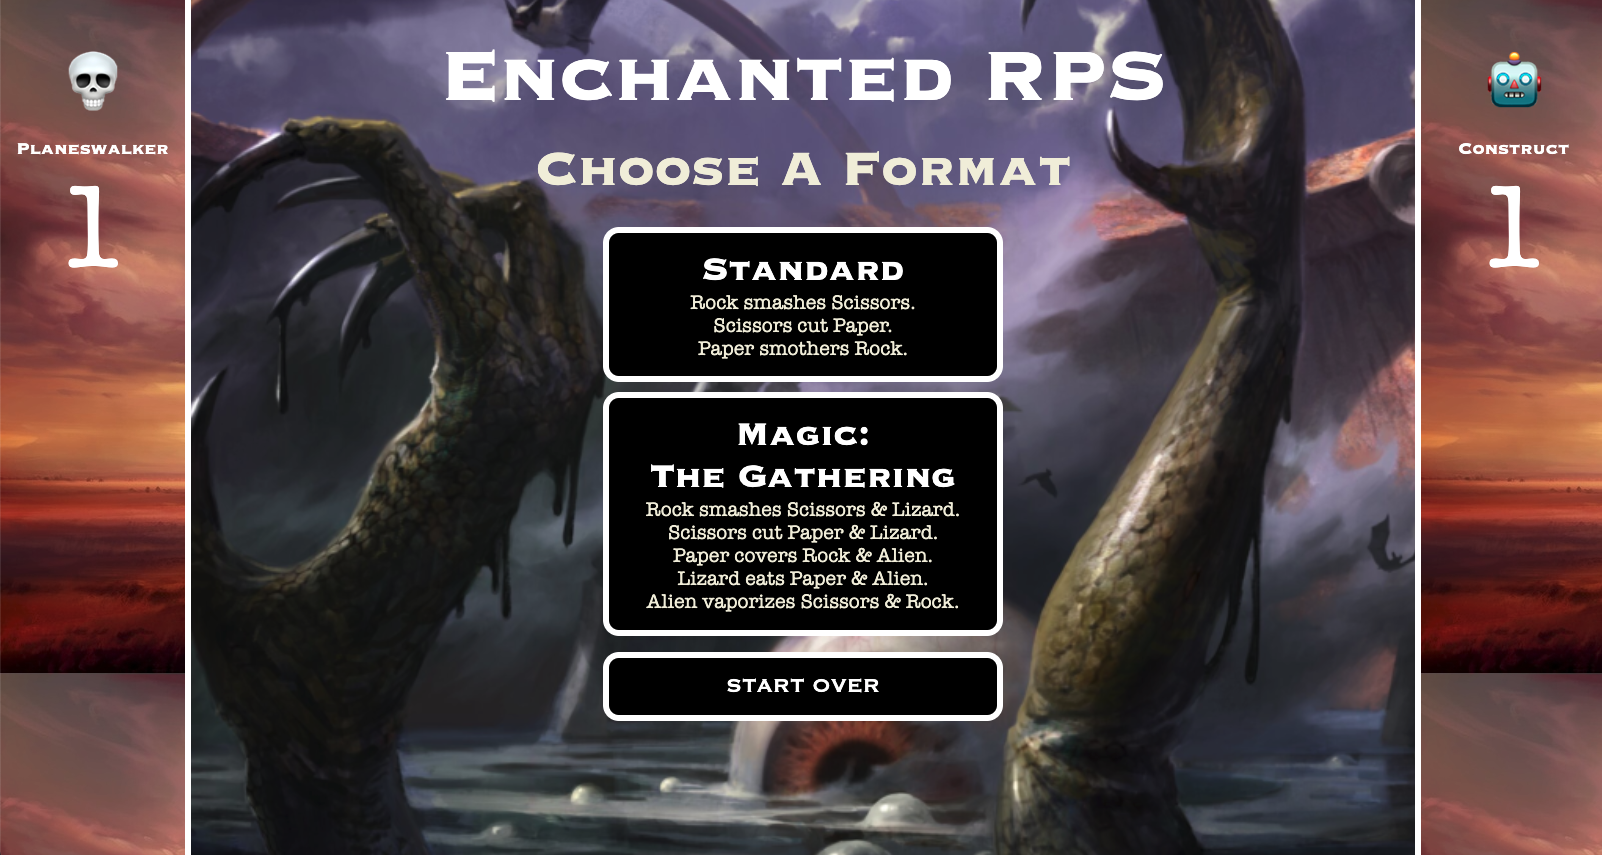 Enchanted RPS
Choose A Format
Planeswalker
1
Standard
Rock smashes Scissors.
Scissors cut Paper.
Paper smothers Rock.
Magic:
The Gathering
Rock smashes Scissors & Lizard.
Scissors cut Paper & Lizard.
Paper covers Rock & Alien.
Lizard eats Paper & Alien.
Alien vaporizes Scissors & Rock.
START OVER
Construct
1